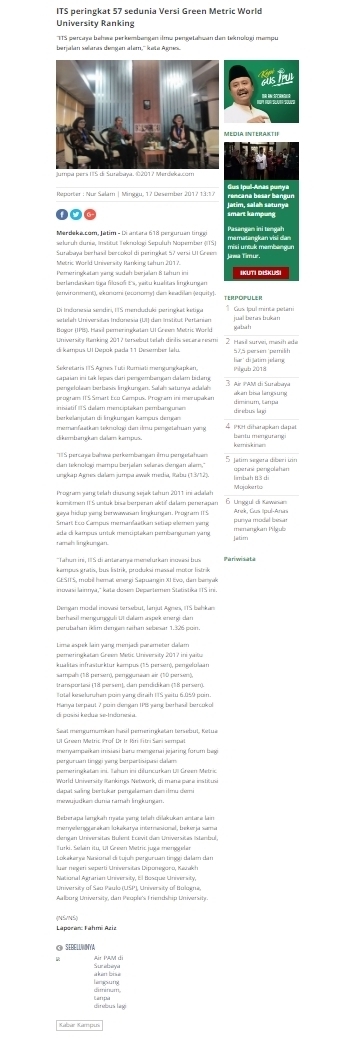 ITS peringkat 57 sedunia Versi Green Metric World
University Ranking
"ITS percaya bahwa perkembangan ilmu pengetahuan dan teknologi mampu
berjalan selaras dengan alam," kata Agnes.
Jumpa pers ITS di Surabaya. ©2017 Merdeka.com
Reporter : Nur Salam | Minggu, 17 Desember 2017 13:17
Merdeka.com, Jatim - Di antara 618 perguruan tinggi
seluruh dunia, Institut Teknologi Sepuluh Nopember (ITS)
Surabaya berhasil bercokol di peringkat 57 versi UI Green
Metric World University Ranking tahun 2017.
Pemeringkatan yang sudah berjalan 8 tahun ini
berlandaskan tiga filosofi E's, yaitu kualitas lingkungan
(environment), ekonomi (economy) dan keadilan (equity).
Di Indonesia sendiri, ITS menduduki peringkat ketiga
setelah Universitas Indonesia (UI) dan Institut Pertanian
Bogor (IPB). Hasil pemeringkatan UI Green Metric World
University Ranking 2017 tersebut telah dirilis secara resmi
di kampus UI Depok pada 11 Desember lalu.
Sekretaris ITS Agnes Tuti Rumiati mengungkapkan,
capaian ini tak lepas dari pengembangan dalam bidang
pengelolaan berbasis lingkungan. Salah satunya adalah
program ITS Smart Eco Campus. Program ini merupakan
inisiatif ITS dalam menciptakan pembangunan
berkelanjutan di lingkungan kampus dengan
memanfaatkan teknologi dan ilmu pengetahuan yang
dikembangkan dalam kampus.
"ITS percaya bahwa perkembangan ilmu pengetahuan
dan teknologi mampu berjalan selaras dengan alam,"
ungkap Agnes dalam jumpa awak media, Rabu (13/12).
Program yang telah diusung sejak tahun 2011 ini adalah
komitmen ITS untuk bisa berperan aktif dalam penerapan
gaya hidup yang berwawasan lingkungan. Program ITS
Smart Eco Campus memanfaatkan setiap elemen yang
ada di kampus untuk menciptakan pembangunan yang
ramah lingkungan.
"Tahun ini, ITS di antaranya menelurkan inovasi bus
kampus gratis, bus listrik, produksi massal motor listrik
GESITS, mobil hemat energi Sapuangin XI Evo, dan banyak
inovasi lainnya," kata dosen Departemen Statistika ITS ini.
Dengan modal inovasi tersebut, lanjut Agnes, ITS bahkan
berhasil mengungguli UI dalam aspek energi dan
perubahan iklim dengan raihan sebesar 1.326 poin.
Lima aspek lain yang menjadi parameter dalam
pemeringkatan Green Metic University 2017 ini yaitu
kualitas infrasturktur kampus (15 persen), pengelolaan
sampah (18 persen), penggunaan air (10 persen),
transportasi (18 persen), dan pendidikan (18 persen).
Total keseluruhan poin yang diraih ITS yaitu 6.059 poin.
Hanya terpaut 7 poin dengan IPB yang berhasil bercokol
di posisi kedua se-Indonesia.
Saat mengumumkan hasil pemeringkatan tersebut, Ketua
UI Green Metric Prof Dr Ir Riri Fitri Sari sempat
menyampaikan inisiasi baru mengenai jejaring forum bagi
perguruan tinggi yang berpartisipasi dalam
pemeringkatan ini. Tahun ini diluncurkan UI Green Metric
World University Rankings Network, di mana para institusi
dapat saling bertukar pengalaman dan ilmu demi
mewujudkan dunia ramah lingkungan.
Beberapa langkah nyata yang telah dilakukan antara lain
menyelenggarakan lokakarya internasional, bekerja sama
dengan Universitas Bulent Ecevit dan Universitas Istanbul,
Turki. Selain itu, UI Green Metric juga menggelar
Lokakarya Nasional di tujuh perguruan tinggi dalam dan
luar negeri seperti Universitas Diponegoro, Kazakh
National Agrarian University, El Bosque University,
University of Sao Paulo (USP), University of Bologna,
Aalborg University, dan People's Friendship University.
(NS/NS)
Laporan: Fahmi Aziz
SEBELUMNYA
Air PAM di
Surabaya
akan bisa
langsung
diminum,
tanpa
direbus lagi
Kabar Kampus
GUS IPUL
MEDIA INTERAKTIF
Gus Ipul-Anas punya
rencana besar bangun
Jatim, salah satunya
smart kampung
Pasangan ini tengah
mematangkan visi dan
misi untuk membangun
Jawa Timur.
IKUTI DISKUSI
TERPOPULER
1 Gus Ipul minta petani
jual beras bukan
gabah
2 Hasil survei, masih ada
57,5 persen 'pemilih
liar' di Jatim jelang
Pilgub 2018
3 Air PAM di Surabaya
akan bisa langsung
diminum, tanpa
direbus lagi
4 PKH diharapkan dapat
bantu mengurangi
kemiskinan
5 Jatim segera diberi izin
operasi pengolahan
limbah B3 di
Mojokerto
6 Unggul di Kawasan
Arek, Gus Ipul-Anas
punya modal besar
menangkan Pilgub
Jatim
Pariwisata